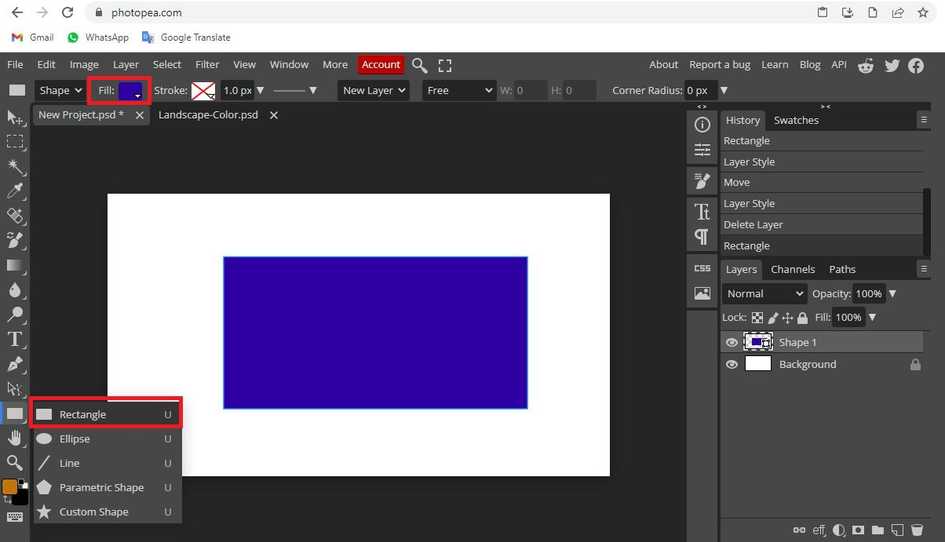 photopea.com
Gmail WhatsApp Google Translate
File Edit Image Layer Select Filter View Window More Account About Report a bug Learn Blog API
Shape Fill: Stroke: 1.0 px New Layer Free W: 0 H: 0 Corner Radius: 0 px
New Project.psd * Landscape-Color.psd
History Swatches
Rectangle
Layer Style
Move
Layer Style
Delete Layer
Rectangle
CSS
Layers Channels Paths
Normal Opacity: 100%
Lock: Fill: 100%
Shape 1
Background
Rectangle U
Ellipse U
Line U
Parametric Shape U
Custom Shape U
eff